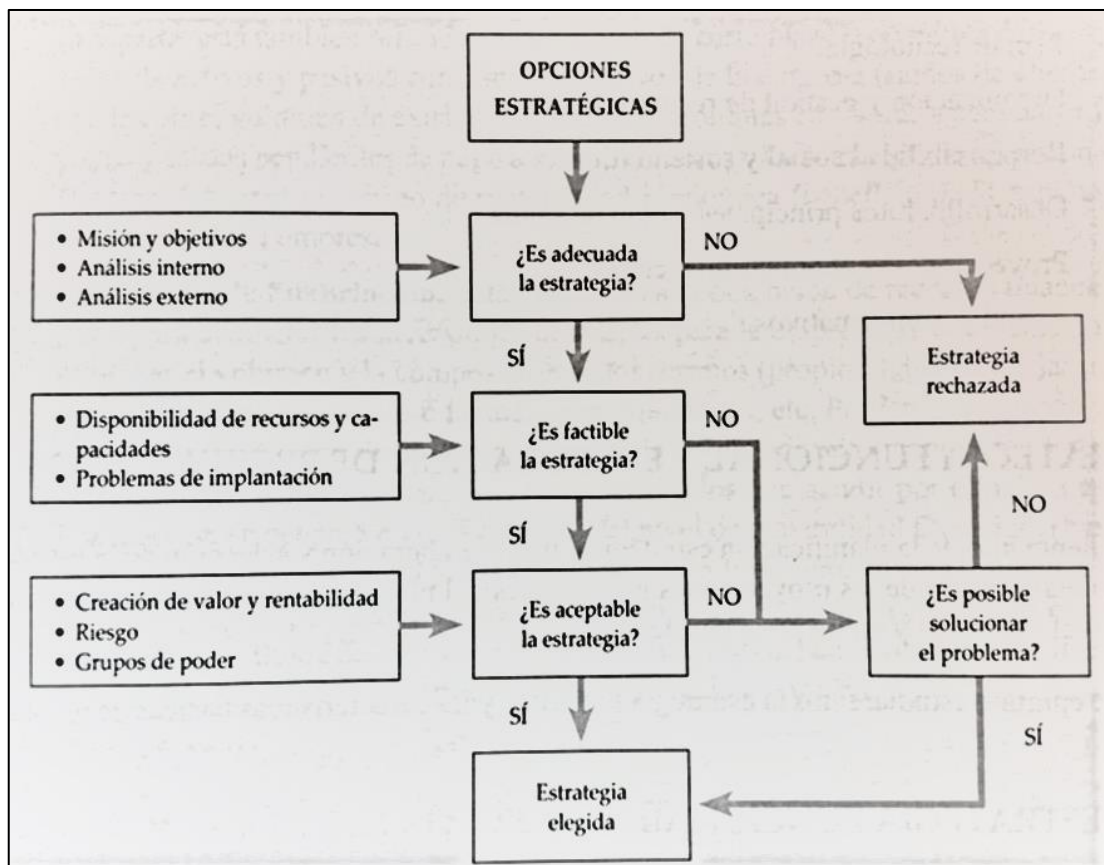 OPCIONES
ESTRATÉGICAS
• Misión y objetivos
• Análisis interno
• Análisis externo
¿Es adecuada
la estrategia?
NO
SÍ
Estrategia
rechazada
• Disponibilidad de recursos y ca-
pacidades
• Problemas de implantación
¿Es factible
la estrategia?
NO
SÍ
NO
• Creación de valor y rentabilidad
• Riesgo
• Grupos de poder
¿Es aceptable
la estrategia?
NO
¿Es posible
solucionar
el problema?
SÍ
SÍ
Estrategia
elegida